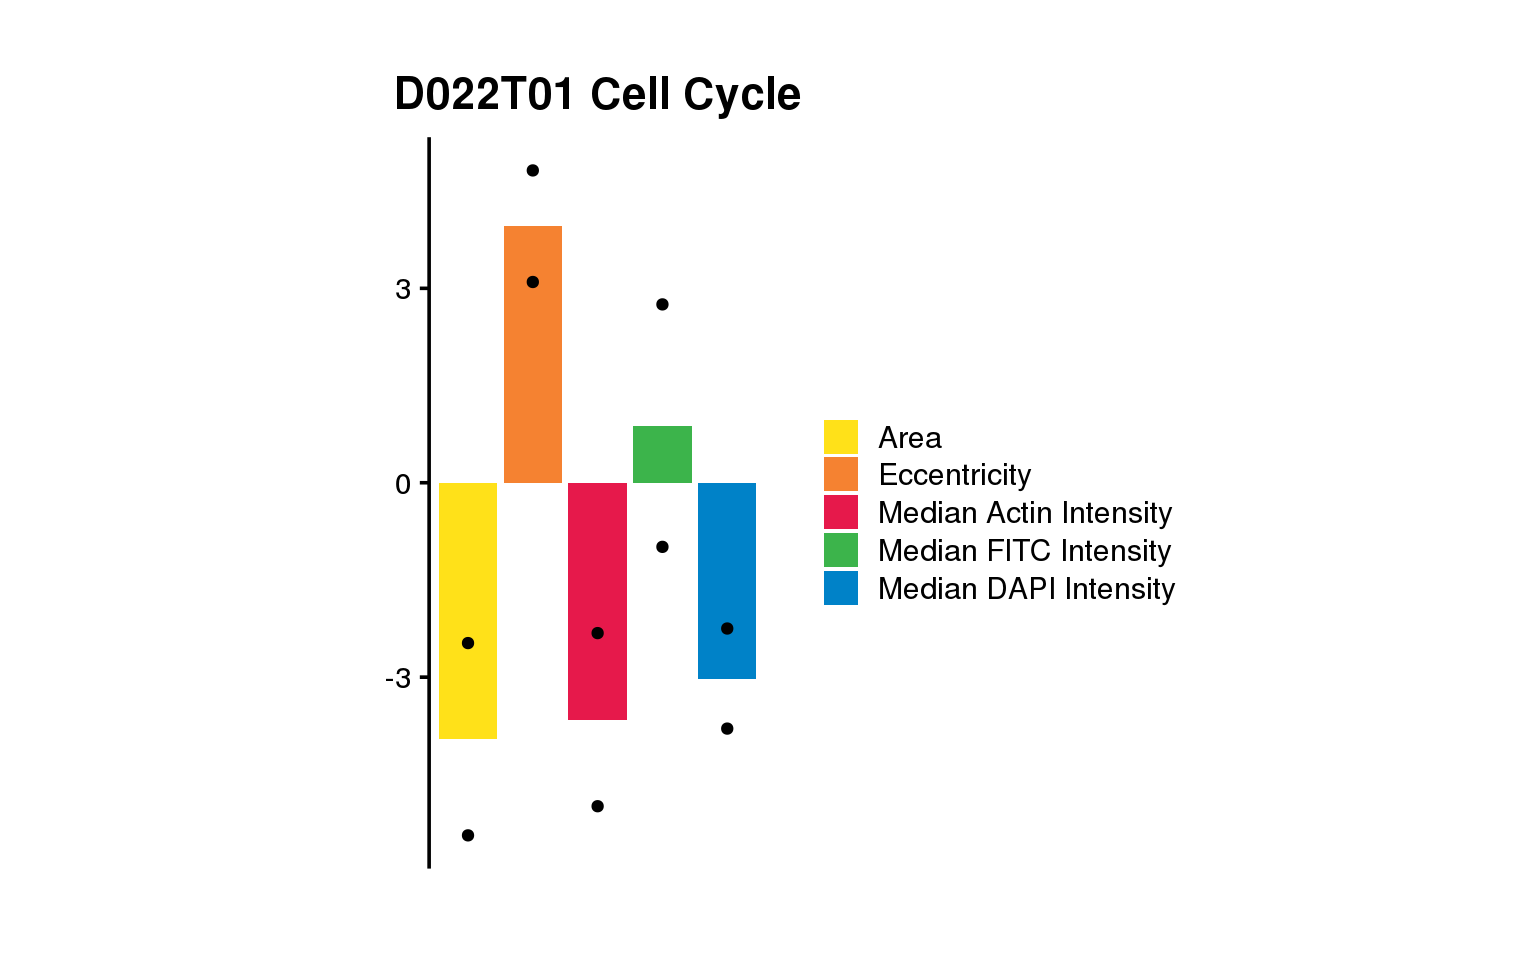 D022T01 Cell Cycle
3
0
-3
Area
Eccentricity
Median Actin Intensity
Median FITC Intensity
Median DAPI Intensity